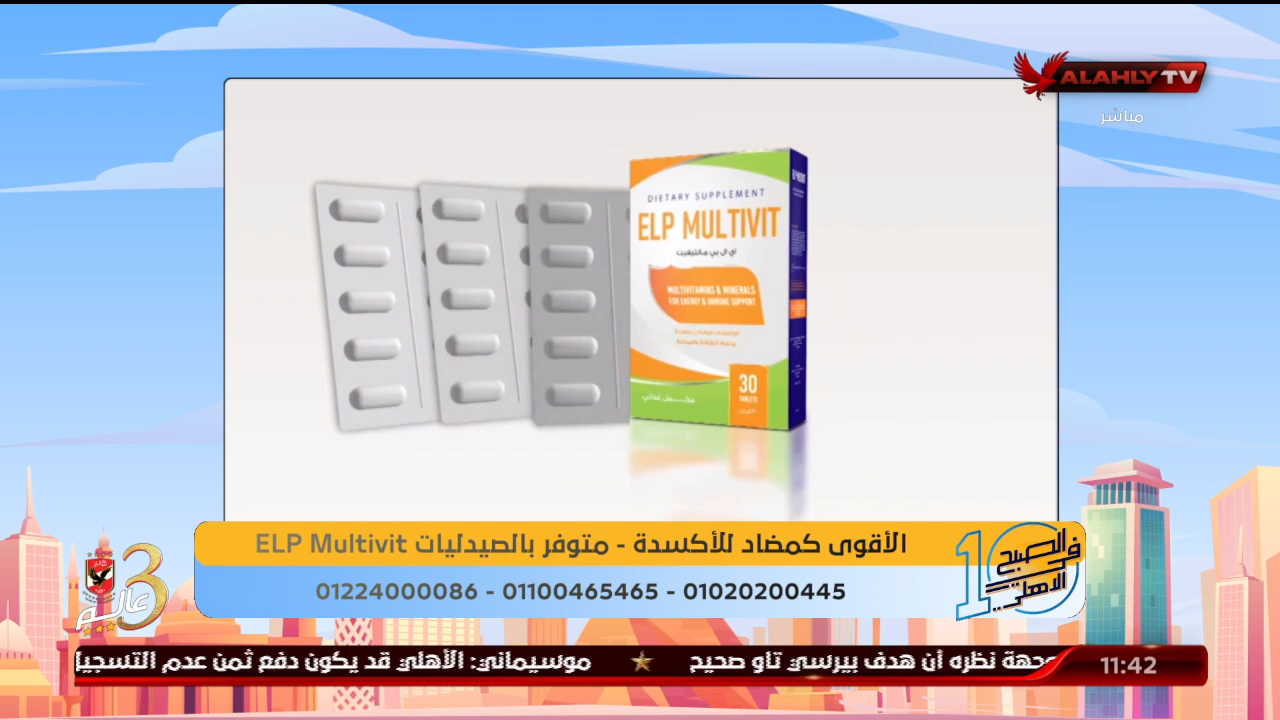 ALAHLY TV
مباشر
DIETARY SUPPLEMENT
ELP MULTIVIT
اي ال بي مالتيفيت
MULTIVITAMINS & MINERALS
FOR ENERGY & IMMUNE SUPPORT
30
TABLETS
مكمل غذائي
الأقوى كمضاد للأكسدة - متوفر بالصيدليات ELP Multivit
01224000086 - 01100465465 - 01020200445
10 الصبح
في
الاهلي..
3
عالم
وجهة نظره أن هدف بيرسي تاو صحيح
موسيماني: الأهلي قد يكون دفع ثمن عدم التسجيل
11:42